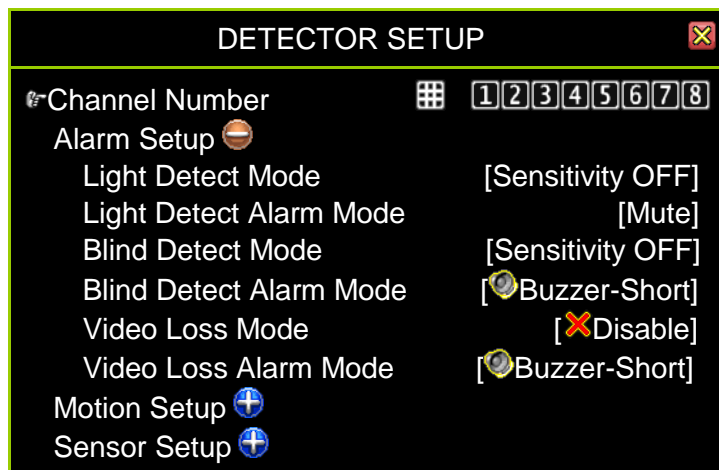 DETECTOR SETUP
Channel Number 1 2 3 4 5 6 7 8
Alarm Setup
Light Detect Mode [Sensitivity OFF]
Light Detect Alarm Mode [Mute]
Blind Detect Mode [Sensitivity OFF]
Blind Detect Alarm Mode [Buzzer-Short]
Video Loss Mode [Disable]
Video Loss Alarm Mode [Buzzer-Short]
Motion Setup
Sensor Setup